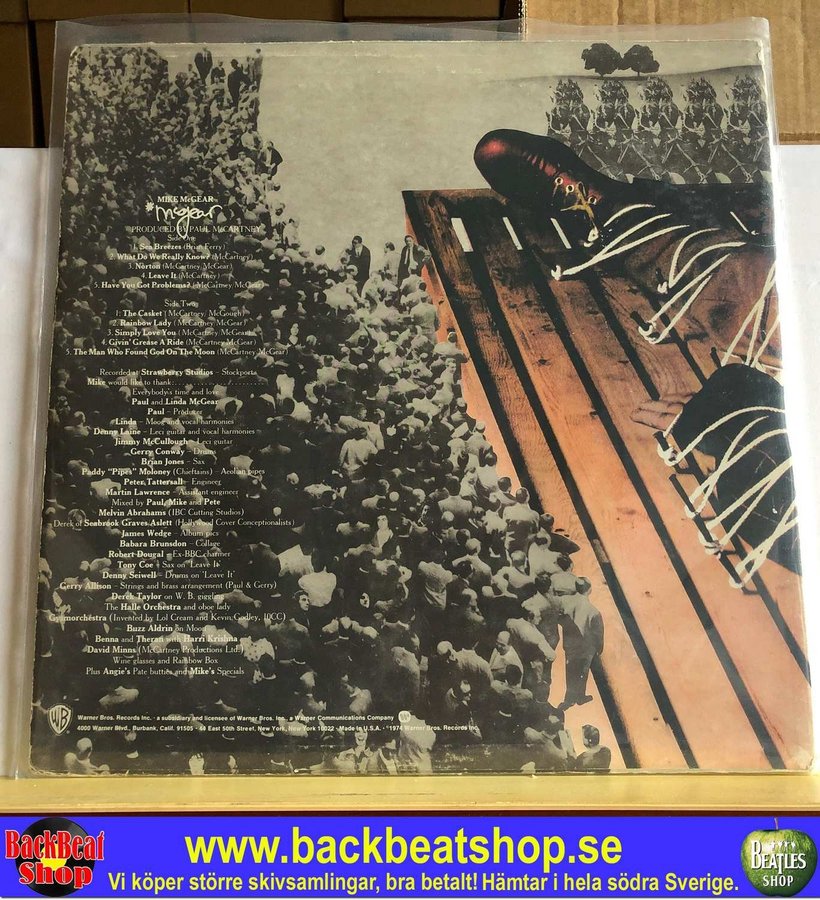 MIKE McGEAR
*McGear
PRODUCED BY PAUL McCARTNEY
Side One
1. Sea Breezes (Brian Ferry)
2. What Do We Really Know? (McCartney)
3. Norton (McCartney McGear)
4. Leave It (McCartney)
5. Have You Got Problems? (McCartney McGear)
Side Two
1. The Casket (McCartney/McGough)
2. Rainbow Lady (McCartney/McGear)
3. Simply Love You (McCartney McGear)
4. Givin' Grease A Ride (McCartney McGear)
5. The Man Who Found God On The Moon (McCartney/McGear)
Recorded at Strawberry Studios – Stockport
Mike would like to thank:
Everybody's time and love
Paul and Linda McGear
Paul – Producer
Linda – Moog and vocal harmonies
Denny Laine – Leci guitar and vocal harmonies
Jimmy McCullough – Leci guitar
Gerry Conway – Drums
Brian Jones – Sax
Paddy "Pipes" Moloney (Chieftains) – Aeolian pipes
Peter Tattersall – Engineer
Martin Lawrence – Assistant engineer
Mixed by Paul, Mike and Pete
Melvin Abrahams (IBC Cutting Studios)
Derek of Seabrook Graves Aslett (Hollywood Cover Conceptionalists)
James Wedge – Album pics
Babara Brunsdon – Collage
Robert Dougal – Ex-BBC charmer
Tony Coe – Sax on "Leave It"
Denny Seiwell – Drums on 'Leave It'
Gerry Allison – Strings and brass arrangement (Paul & Gerry)
Derek Taylor on W. B. giggling
The Halle Orchestra and oboe lady
Gysmorchestra (Invented by Lol Cream and Kevin Godley, 10CC)
Buzz Aldrin on Moon
Benna and Theran with Harri Krishna
David Minns (McCartney Productions Ltd.)
Wine glasses and Rainbow Box
Plus Angie's Pate butties and Mike's Specials
WB Warner Bros. Records Inc. · a subsidiary and licensee of Warner Bros. Inc., a Warner Communications Company
4000 Warner Blvd., Burbank, Calif. 91505 · 44 East 50th Street, New York, New York 10022 · Made in U.S.A. · ℗1974 Warner Bros. Records Inc.
BackBeat
Shop
www.backbeatshop.se
Vi köper större skivsamlingar, bra betalt! Hämtar i hela södra Sverige.
BEATLES
SHOP